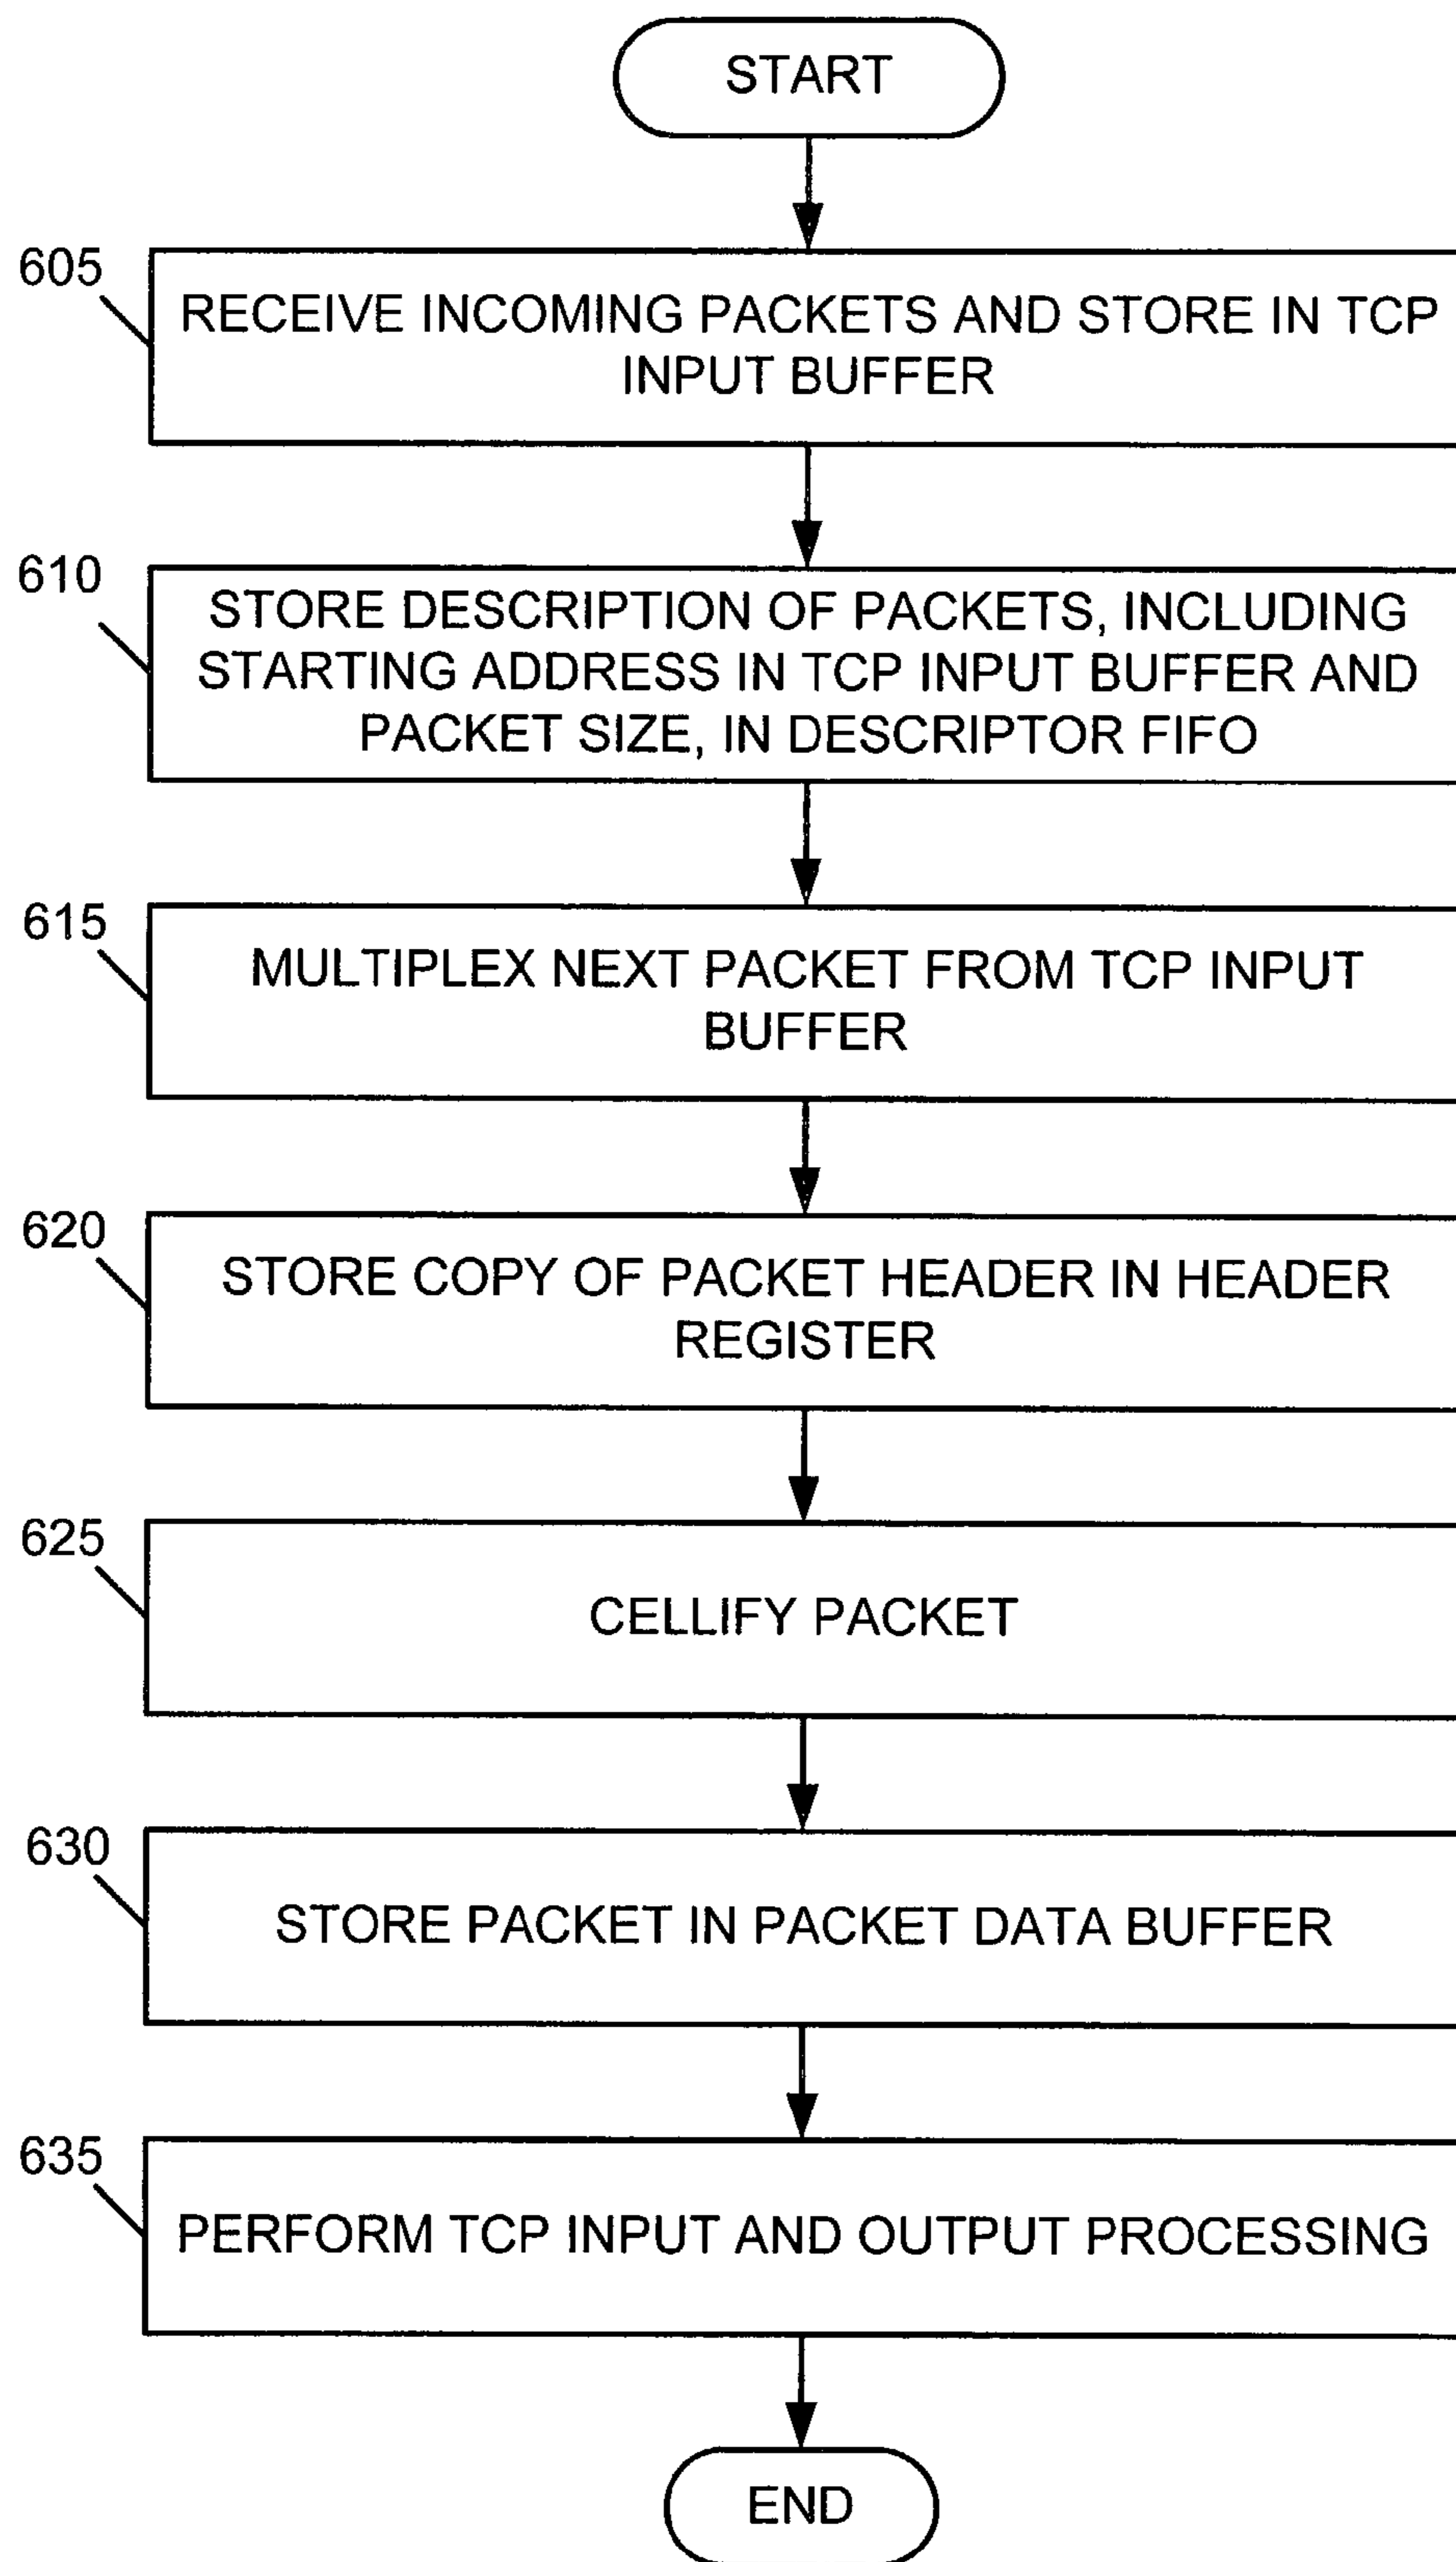 START
605
RECEIVE INCOMING PACKETS AND STORE IN TCP
INPUT BUFFER
610
STORE DESCRIPTION OF PACKETS, INCLUDING
STARTING ADDRESS IN TCP INPUT BUFFER AND
PACKET SIZE, IN DESCRIPTOR FIFO
615
MULTIPLEX NEXT PACKET FROM TCP INPUT
BUFFER
620
STORE COPY OF PACKET HEADER IN HEADER
REGISTER
625
CELLIFY PACKET
630
STORE PACKET IN PACKET DATA BUFFER
635
PERFORM TCP INPUT AND OUTPUT PROCESSING
END